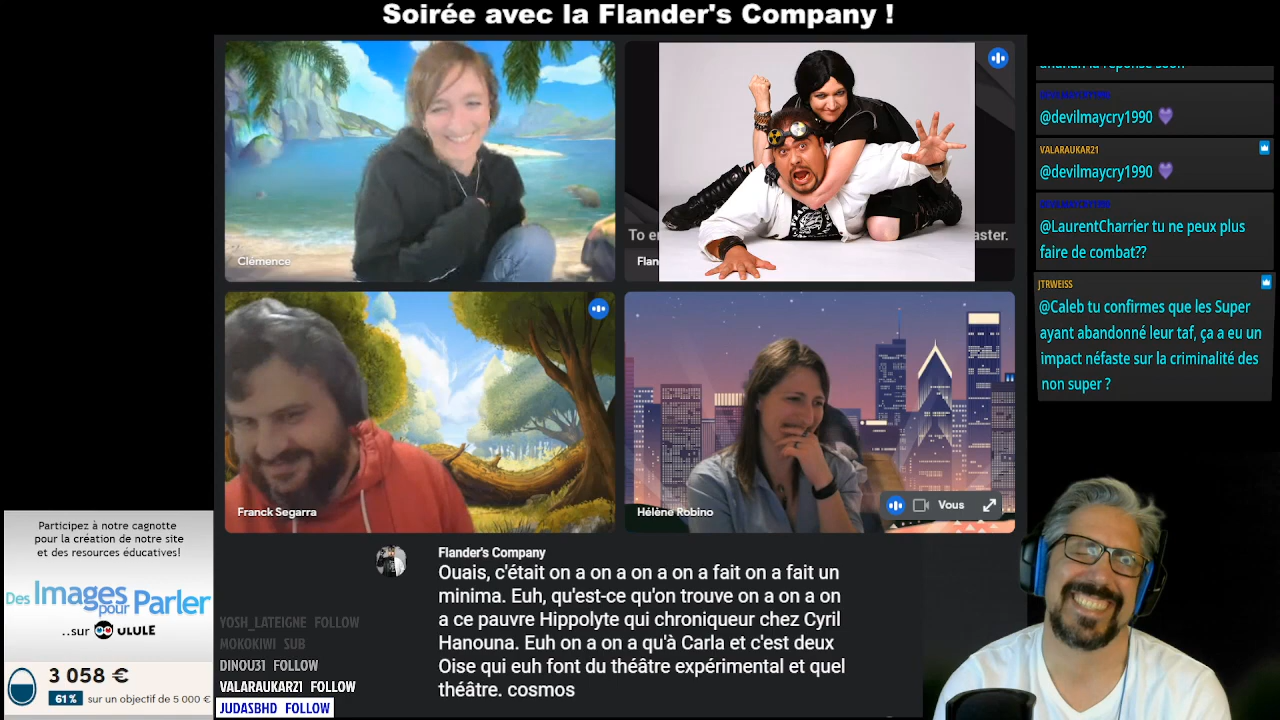 Soirée avec la Flander's Company !
Clémence
To er
Flan
aster.
Franck Segarra
Hélène Robino
Vous
@devilmaycry1990
VALARAUKAR21
@devilmaycry1990
@LaurentCharrier tu ne peux plus
faire de combat??
JTRWEISS
@Caleb tu confirmes que les Super
ayant abandonné leur taf, ça a eu un
impact néfaste sur la criminalité des
non super ?
Participez à notre cagnotte
pour la création de notre site
et des resources éducatives!
Des Images pour Parler
..sur ULULE
3 058 €
61 % sur un objectif de 5 000 €
YOSH_LATEIGNE FOLLOW
MOKOKIWI SUB
DINOU31 FOLLOW
VALARAUKAR21 FOLLOW
JUDASBHD FOLLOW
Flander's Company
Ouais, c'était on a on a on a on a fait on a fait un
minima. Euh, qu'est-ce qu'on trouve on a on a on
a ce pauvre Hippolyte qui chroniqueur chez Cyril
Hanouna. Euh on a on a qu'à Carla et c'est deux
Oise qui euh font du théâtre expérimental et quel
théâtre. cosmos